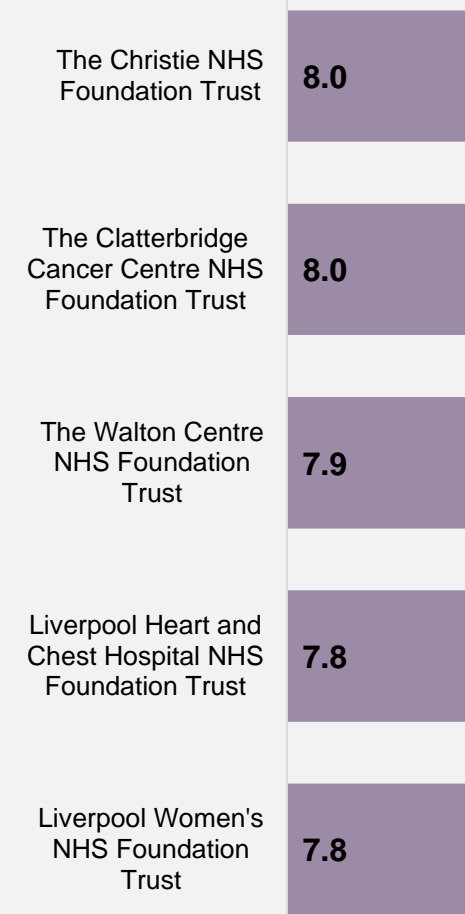 The Christie NHS
Foundation Trust
8.0
The Clatterbridge
Cancer Centre NHS
Foundation Trust
8.0
The Walton Centre
NHS Foundation
Trust
7.9
Liverpool Heart and
Chest Hospital NHS
Foundation Trust
7.8
Liverpool Women's
NHS Foundation
Trust
7.8